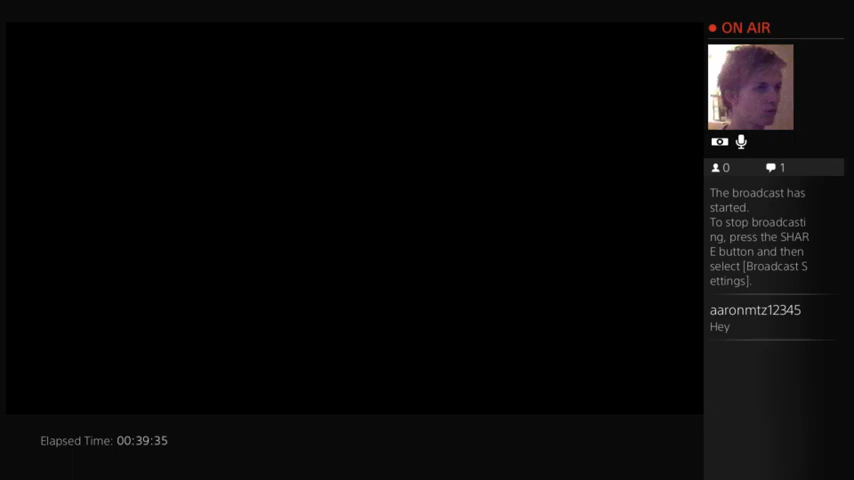 ON AIR
0 1
The broadcast has
started.
To stop broadcasti
ng, press the SHAR
E button and then
select [Broadcast S
ettings].
aaronmtz12345
Hey
Elapsed Time: 00:39:35